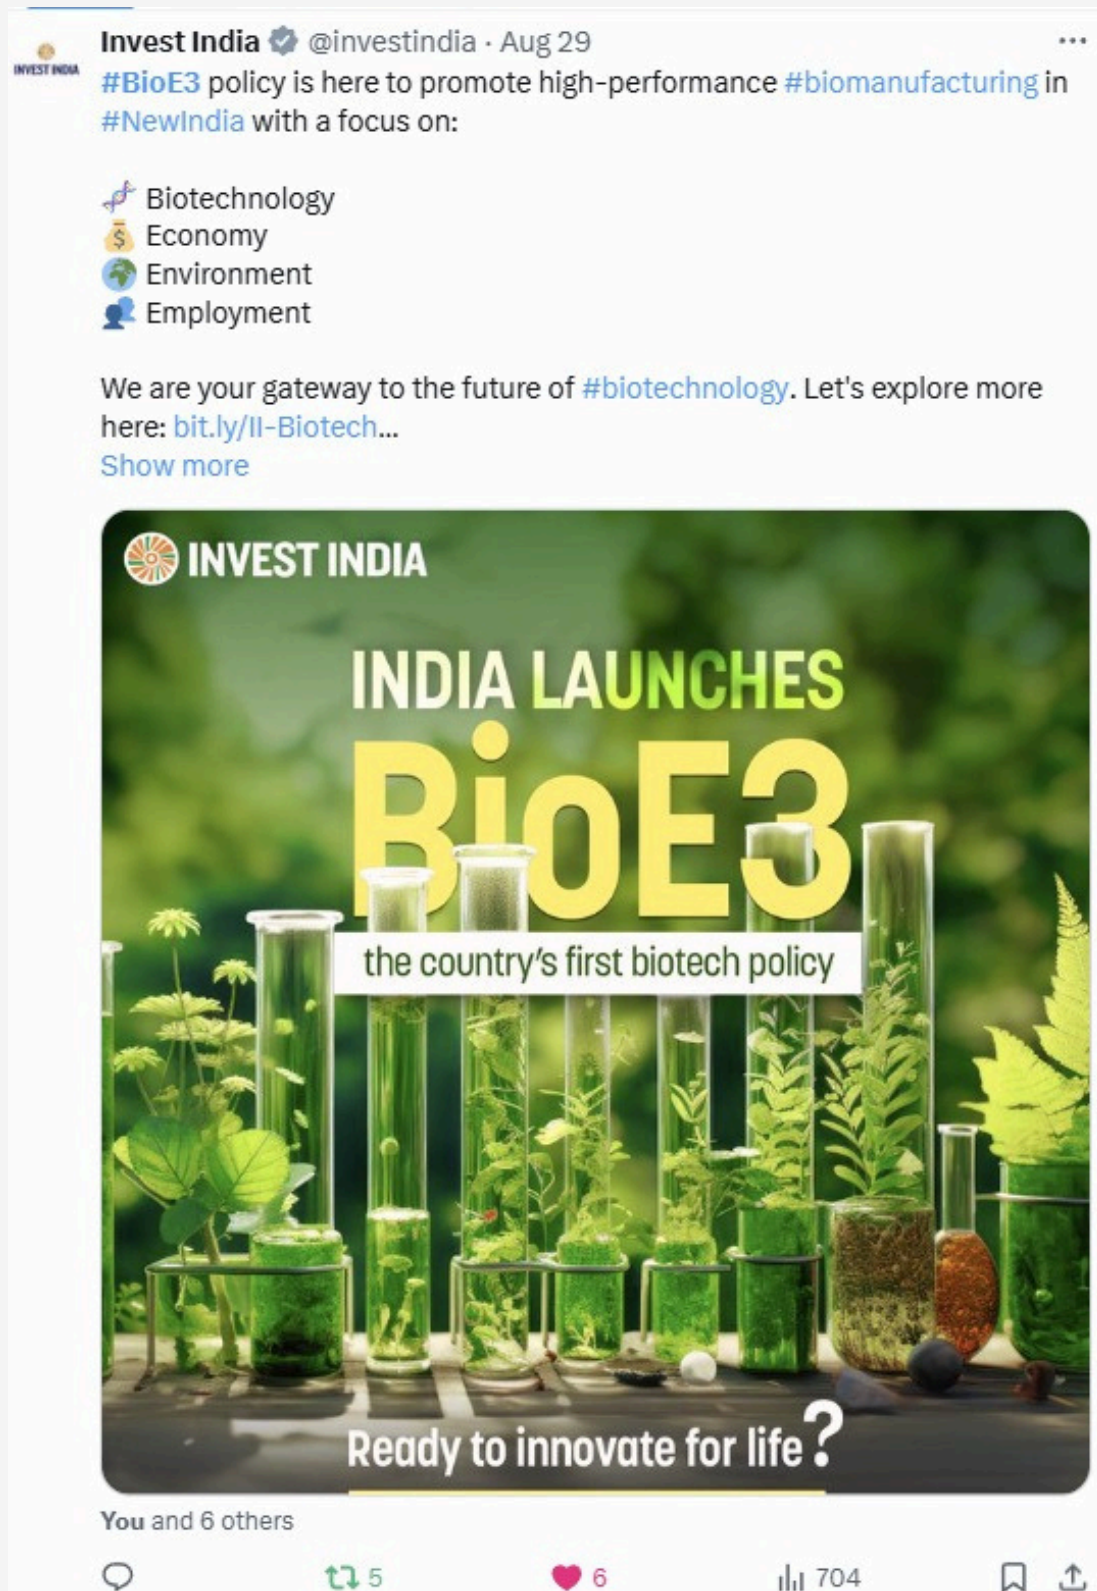 Invest India @investindia · Aug 29
INVEST INDIA
#BioE3 policy is here to promote high-performance #biomanufacturing in
#NewIndia with a focus on:
Biotechnology
Economy
Environment
Employment
We are your gateway to the future of #biotechnology. Let's explore more
here: bit.ly/II-Biotech...
Show more
INVEST INDIA
INDIA LAUNCHES
BioE3
the country's first biotech policy
Ready to innovate for life?
You and 6 others
5 6 704